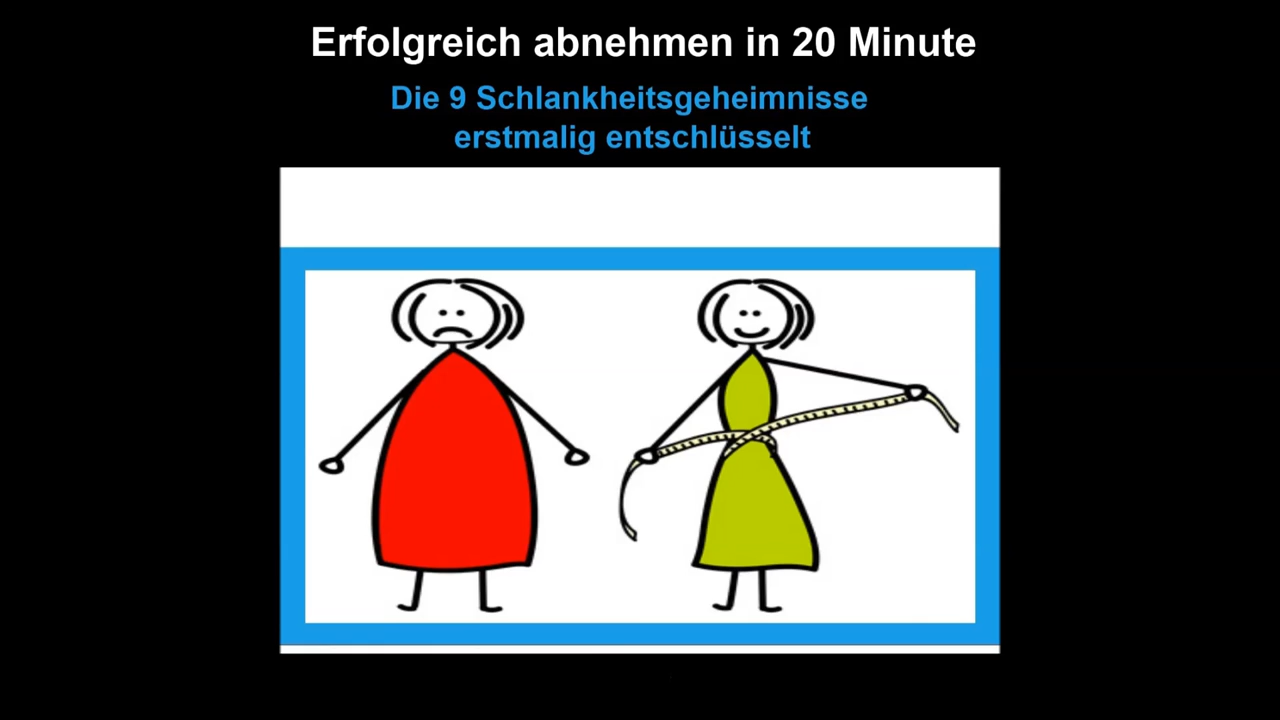 Erfolgreich abnehmen in 20 Minute
Die 9 Schlankheitsgeheimnisse
erstmalig entschlüsselt